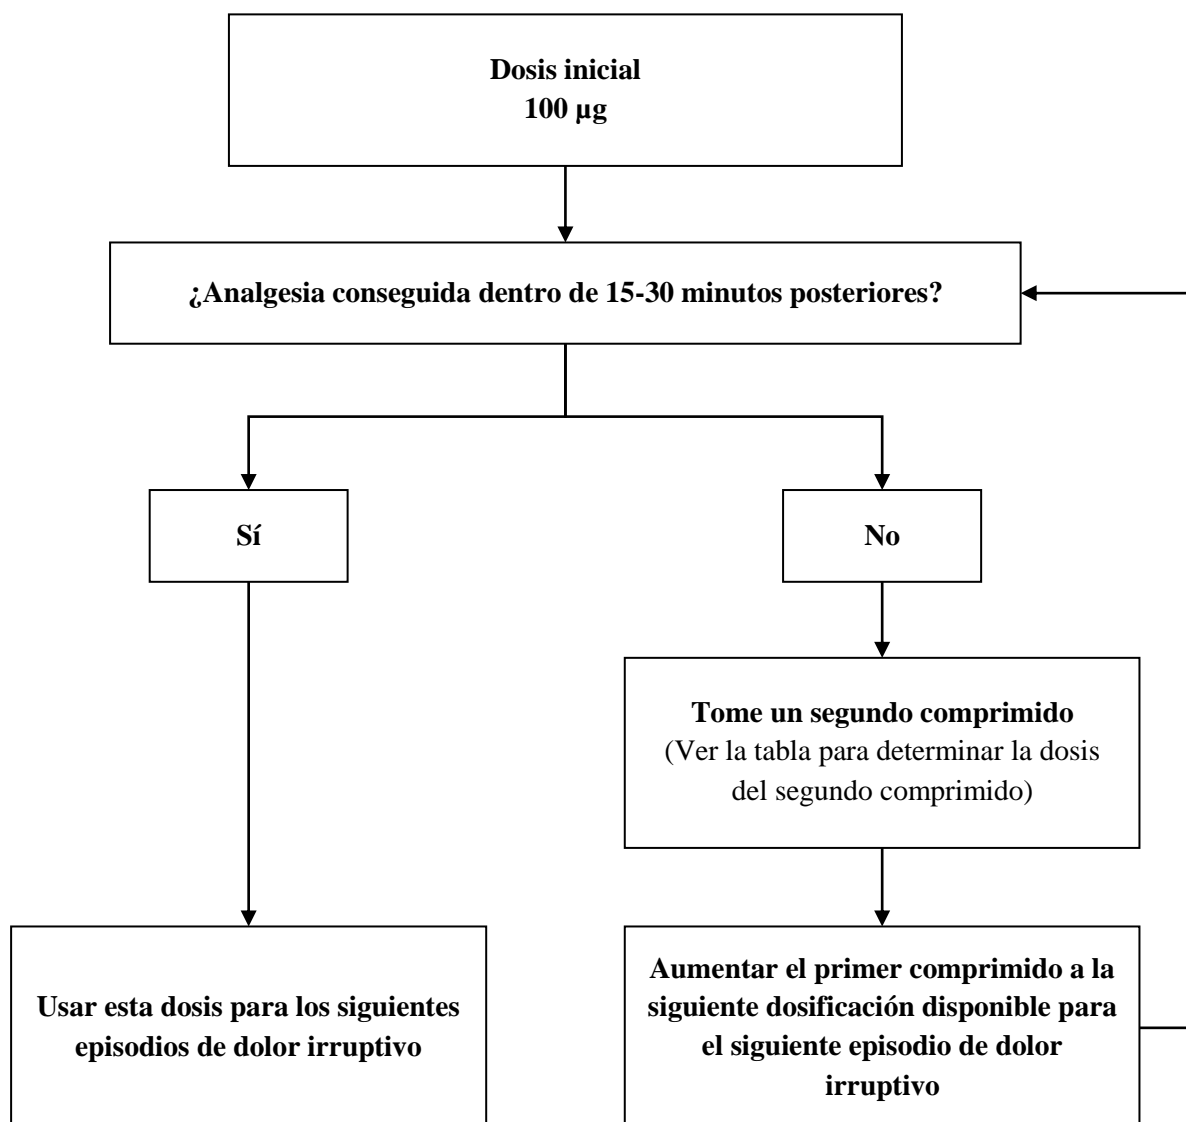 Dosis inicial
100 µg
¿Analgesia conseguida dentro de 15-30 minutos posteriores?
Sí
No
Tome un segundo comprimido
(Ver la tabla para determinar la dosis
del segundo comprimido)
Usar esta dosis para los siguientes
episodios de dolor irruptivo
Aumentar el primer comprimido a la
siguiente dosificación disponible para
el siguiente episodio de dolor
irruptivo